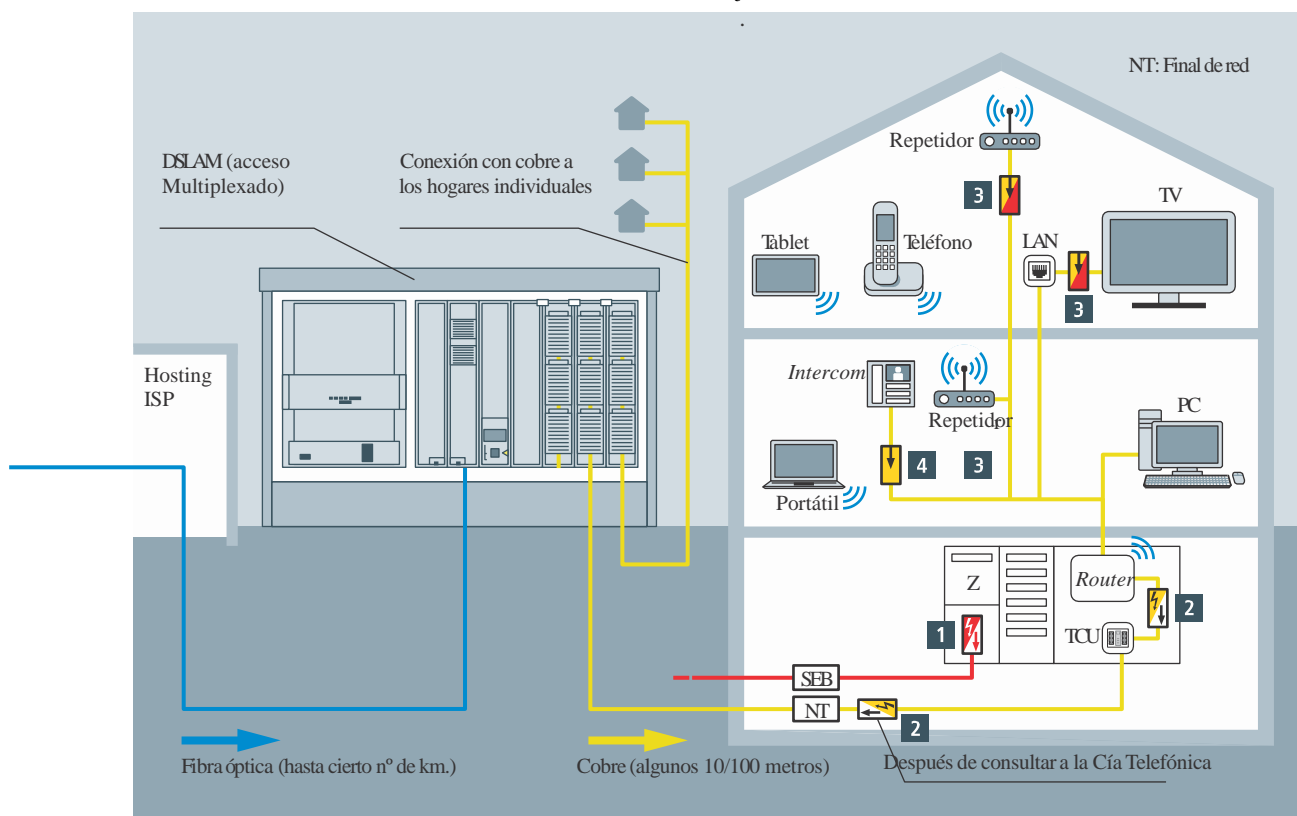 NT: Final de red
Repetidor
DSLAM (acceso
Multiplexado)
Conexión con cobre a
los hogares individuales
3
TV
Tablet
Teléfono
LAN
3
Hosting
ISP
Intercom
Repetidor
PC
4
3
Portátil
Z
Router
2
1
TCU
SEB
NT
2
Fibra óptica (hasta cierto nº de km.)
Cobre (algunos 10/100 metros)
Después de consultar a la Cía Telefónica